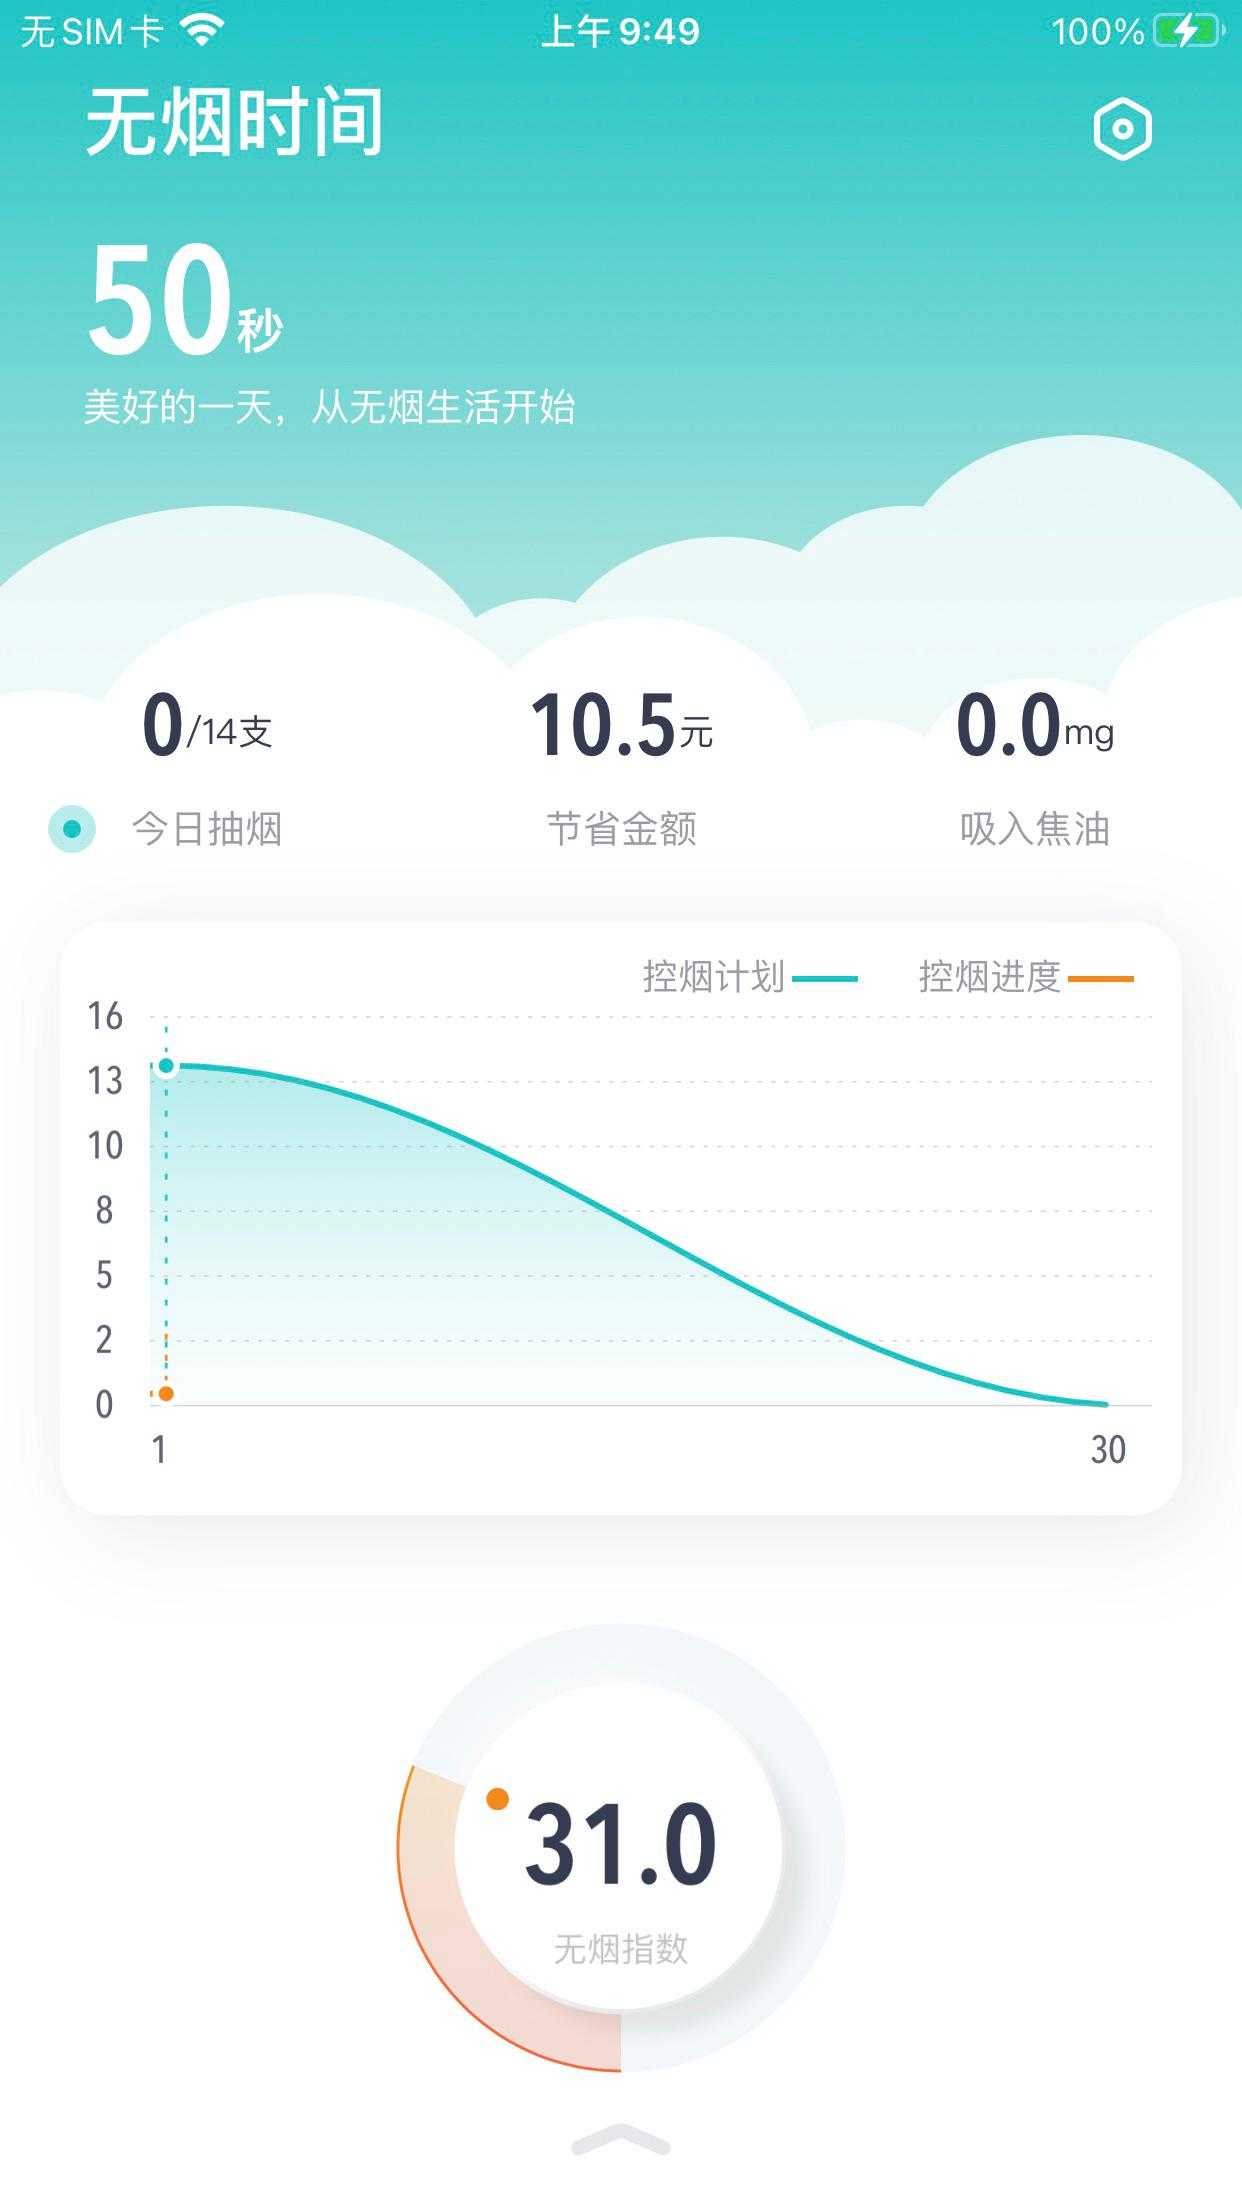 无 SIM 卡 上午 9:49 100%
无烟时间
50秒
美好的一天，从无烟生活开始
0/14支 10.5元 0.0mg
今日抽烟 节省金额 吸入焦油
控烟计划 控烟进度
16
13
10
8
5
2
0
1 30
31.0
无烟指数